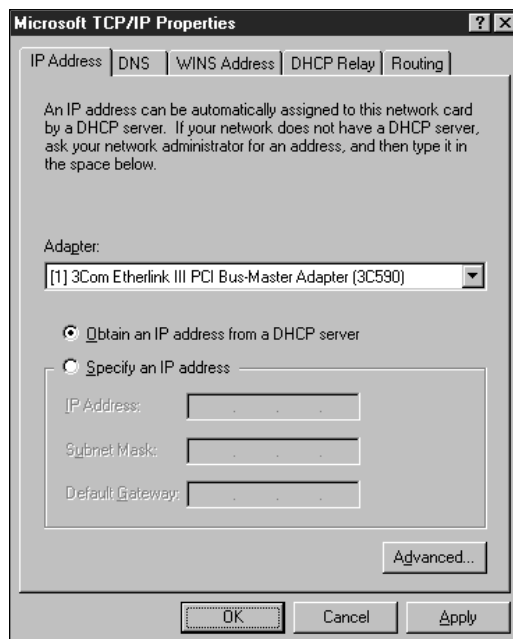 Microsoft TCP/IP Properties
IP Address DNS WINS Address DHCP Relay Routing
An IP address can be automatically assigned to this network card
by a DHCP server. If your network does not have a DHCP server,
ask your network administrator for an address, and then type it in
the space below.
Adapter:
[1] 3Com Etherlink III PCI Bus-Master Adapter (3C590)
Obtain an IP address from a DHCP server
Specify an IP address
IP Address:
Subnet Mask:
Default Gateway:
Advanced...
OK Cancel Apply